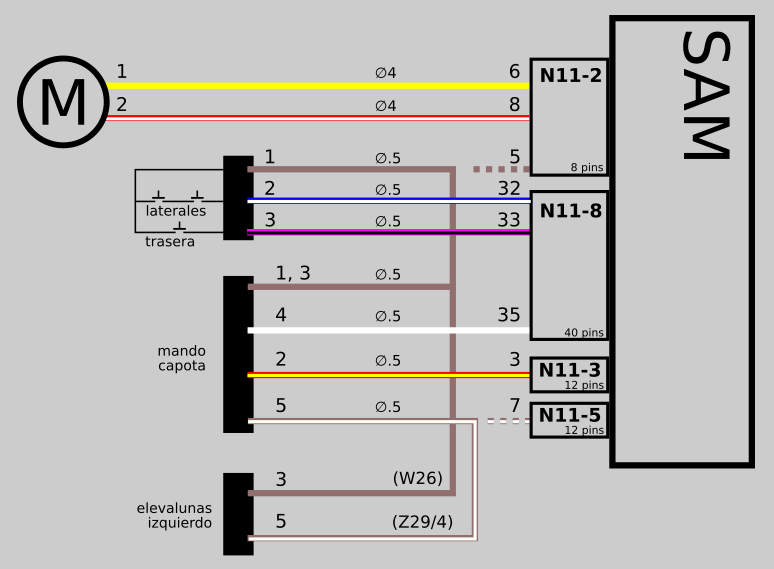 M
1 ∅4 6
2 ∅4 8
N11-2
8 pins
SAM
1 ∅.5 5
2 ∅.5 32
3 ∅.5 33
laterales
trasera
N11-8
40 pins
1, 3 ∅.5
4 ∅.5 35
2 ∅.5 3
5 ∅.5 7
mando
capota
N11-3
12 pins
N11-5
12 pins
3 (W26)
5 (Z29/4)
elevalunas
izquierdo